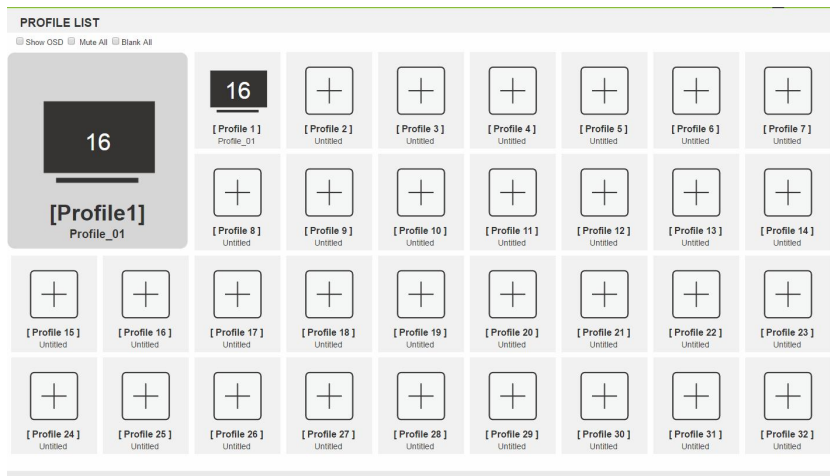 PROFILE LIST
Show OSD Mute All Blank All
16
[Profile1]
Profile_01
16
[ Profile 1 ] [ Profile 2 ] [ Profile 3 ] [ Profile 4 ] [ Profile 5 ] [ Profile 6 ] [ Profile 7 ]
Profile_01 Untitled Untitled Untitled Untitled Untitled Untitled
[ Profile 8 ] [ Profile 9 ] [ Profile 10 ] [ Profile 11 ] [ Profile 12 ] [ Profile 13 ] [ Profile 14 ]
Untitled Untitled Untitled Untitled Untitled Untitled Untitled
[ Profile 15 ] [ Profile 16 ] [ Profile 17 ] [ Profile 18 ] [ Profile 19 ] [ Profile 20 ] [ Profile 21 ] [ Profile 22 ] [ Profile 23 ]
Untitled Untitled Untitled Untitled Untitled Untitled Untitled Untitled Untitled
[ Profile 24 ] [ Profile 25 ] [ Profile 26 ] [ Profile 27 ] [ Profile 28 ] [ Profile 29 ] [ Profile 30 ] [ Profile 31 ] [ Profile 32 ]
Untitled Untitled Untitled Untitled Untitled Untitled Untitled Untitled Untitled